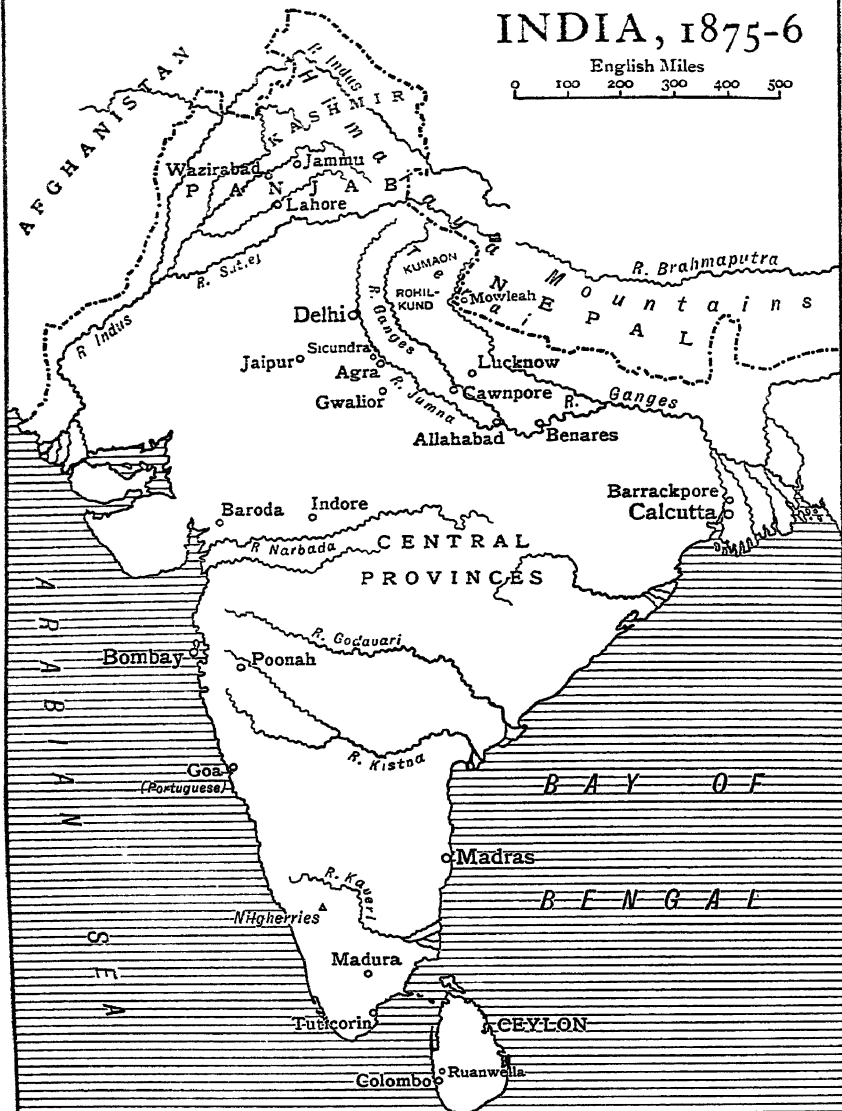 INDIA, 1875-6
English Miles
0 100 200 300 400 500
AFGHANISTAN
R. Indus
Himalaya Mountains
KASHMIR
Wazirabad
Jammu
PANJAB
Lahore
R. Sutlej
R. Brahmaputra
KUMAON
Terai
ROHIL-
KUND
Mowleah
NEPAL
R. Indus
Delhi
R. Ganges
Sicundra
Jaipur
Agra
Lucknow
Gwalior
R. Jumna
Cawnpore
R. Ganges
Allahabad
Benares
Barrackpore
Calcutta
Baroda
Indore
R Narbada
CENTRAL
PROVINCES
R. Godavari
Bombay
Poonah
R. Kistna
Goa
(Portuguese)
ARABIAN SEA
BAY OF
BENGAL
Madras
R. Kaveri
Nilgherries
Madura
Tuticorin
CEYLON
Ruanwella
Colombo